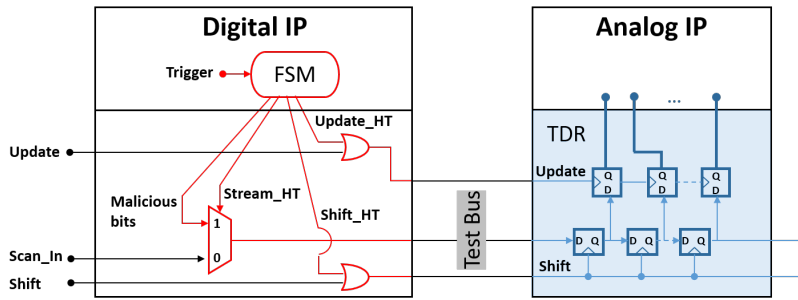 Digital IP
Analog IP
Trigger
FSM
...
Update_HT
TDR
Update
Update
Q
D
Q
D
Q
D
Malicious
bits
Stream_HT
Shift_HT
Test Bus
1
0
D Q
D Q
D Q
Scan_In
Shift
Shift